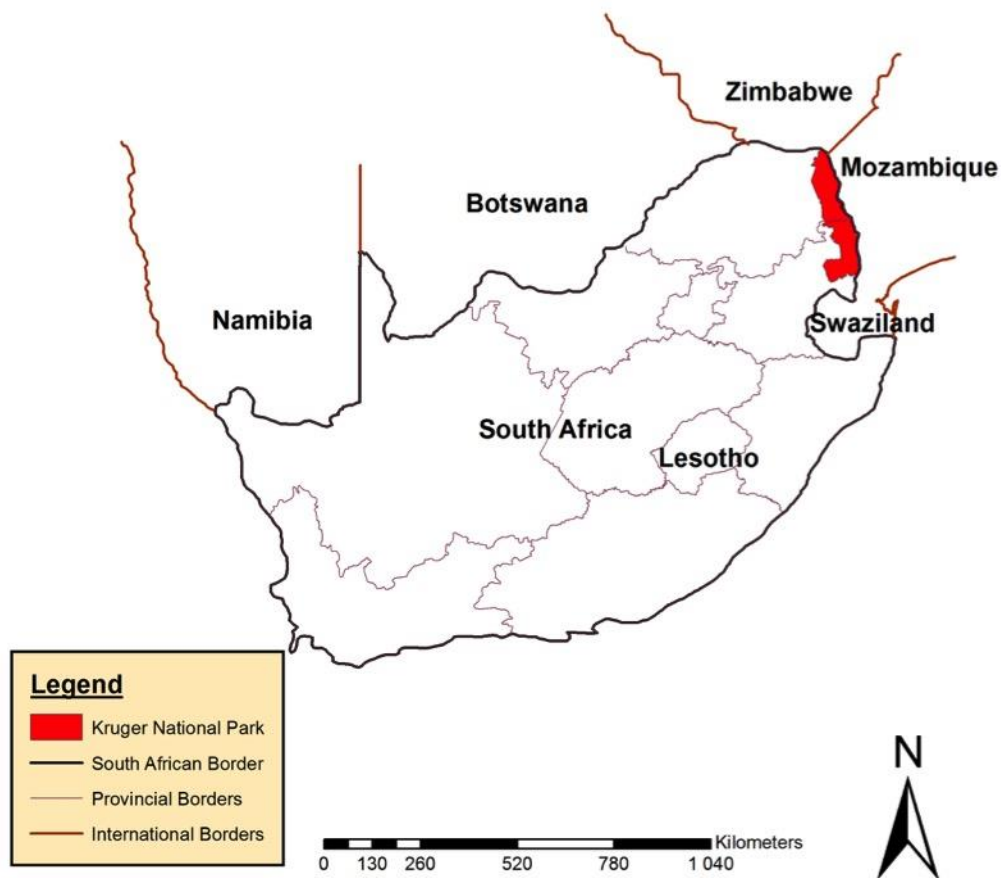 Zimbabwe
Mozambique
Botswana
Namibia
Swaziland
South Africa
Lesotho
Legend
Kruger National Park
South African Border
Provincial Borders
International Borders
N
Kilometers
0 130 260 520 780 1 040